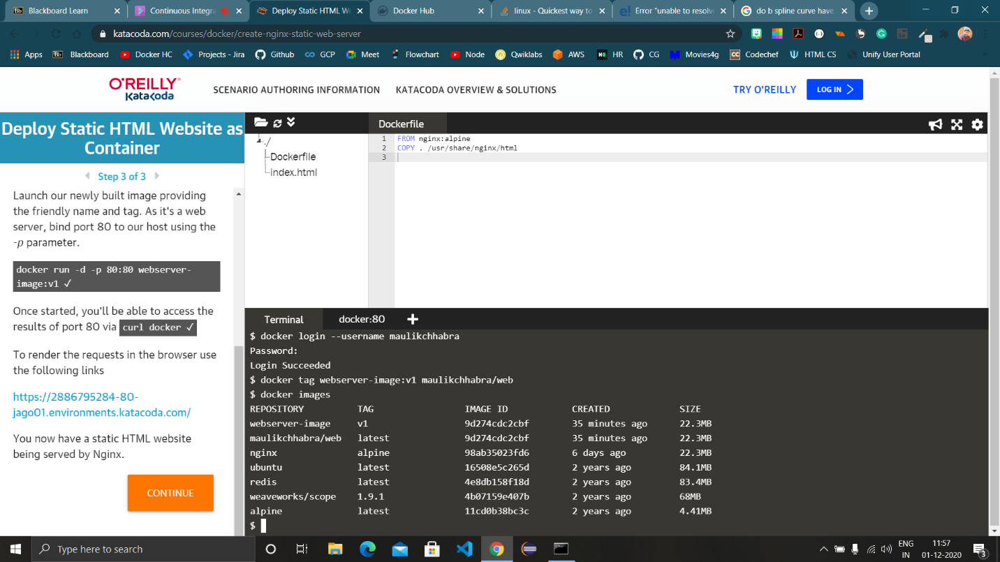 Blackboard Learn
Continuous Integra
Deploy Static HTML W
Docker Hub
linux - Quickest way to
Error "unable to resolve
do b spline curve have
katacoda.com/courses/docker/create-nginx-static-web-server
Apps
Blackboard
Docker HC
Projects - Jira
Github
GCP
Meet
Flowchart
Node
Qwiklabs
AWS
HR
CG
Movies4g
Codechef
HTML CS
Unify User Portal
O'REILLY®
Katacoda
SCENARIO AUTHORING INFORMATION
KATACODA OVERVIEW & SOLUTIONS
TRY O'REILLY
LOG IN
Deploy Static HTML Website as
Container
Step 3 of 3
Launch our newly built image providing
the friendly name and tag. As it's a web
server, bind port 80 to our host using the
-p parameter.
docker run -d -p 80:80 webserver-
image:v1 ✓
Once started, you'll be able to access the
results of port 80 via curl docker ✓
To render the requests in the browser use
the following links
https://2886795284-80-
jago01.environments.katacoda.com/
You now have a static HTML website
being served by Nginx.
CONTINUE
./
Dockerfile
index.html
Dockerfile
1 FROM nginx:alpine
2 COPY . /usr/share/nginx/html
3
Terminal
docker:80
$ docker login --username maulikchhabra
Password:
Login Succeeded
$ docker tag webserver-image:v1 maulikchhabra/web
$ docker images
REPOSITORY TAG IMAGE ID CREATED SIZE
webserver-image v1 9d274cdc2cbf 35 minutes ago 22.3MB
maulikchhabra/web latest 9d274cdc2cbf 35 minutes ago 22.3MB
nginx alpine 98ab35023fd6 6 days ago 22.3MB
ubuntu latest 16508e5c265d 2 years ago 84.1MB
redis latest 4e8db158f18d 2 years ago 83.4MB
weaveworks/scope 1.9.1 4b07159e407b 2 years ago 68MB
alpine latest 11cd0b38bc3c 2 years ago 4.41MB
$
Type here to search
ENG
IN
11:57
01-12-2020
3